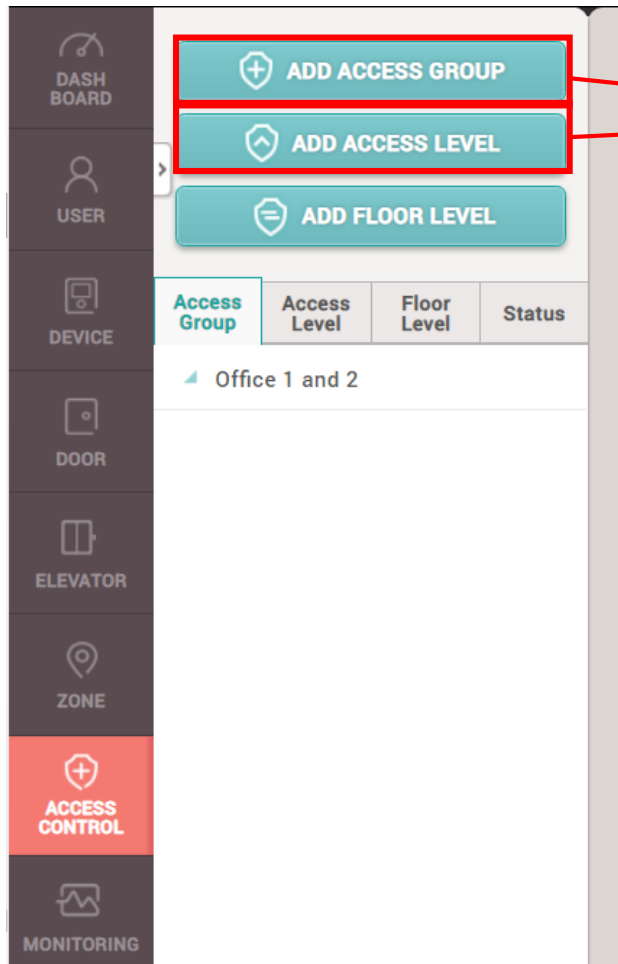 DASH
BOARD
USER
DEVICE
DOOR
ELEVATOR
ZONE
ACCESS
CONTROL
MONITORING
ADD ACCESS GROUP
ADD ACCESS LEVEL
ADD FLOOR LEVEL
Access
Group
Access
Level
Floor
Level
Status
Office 1 and 2